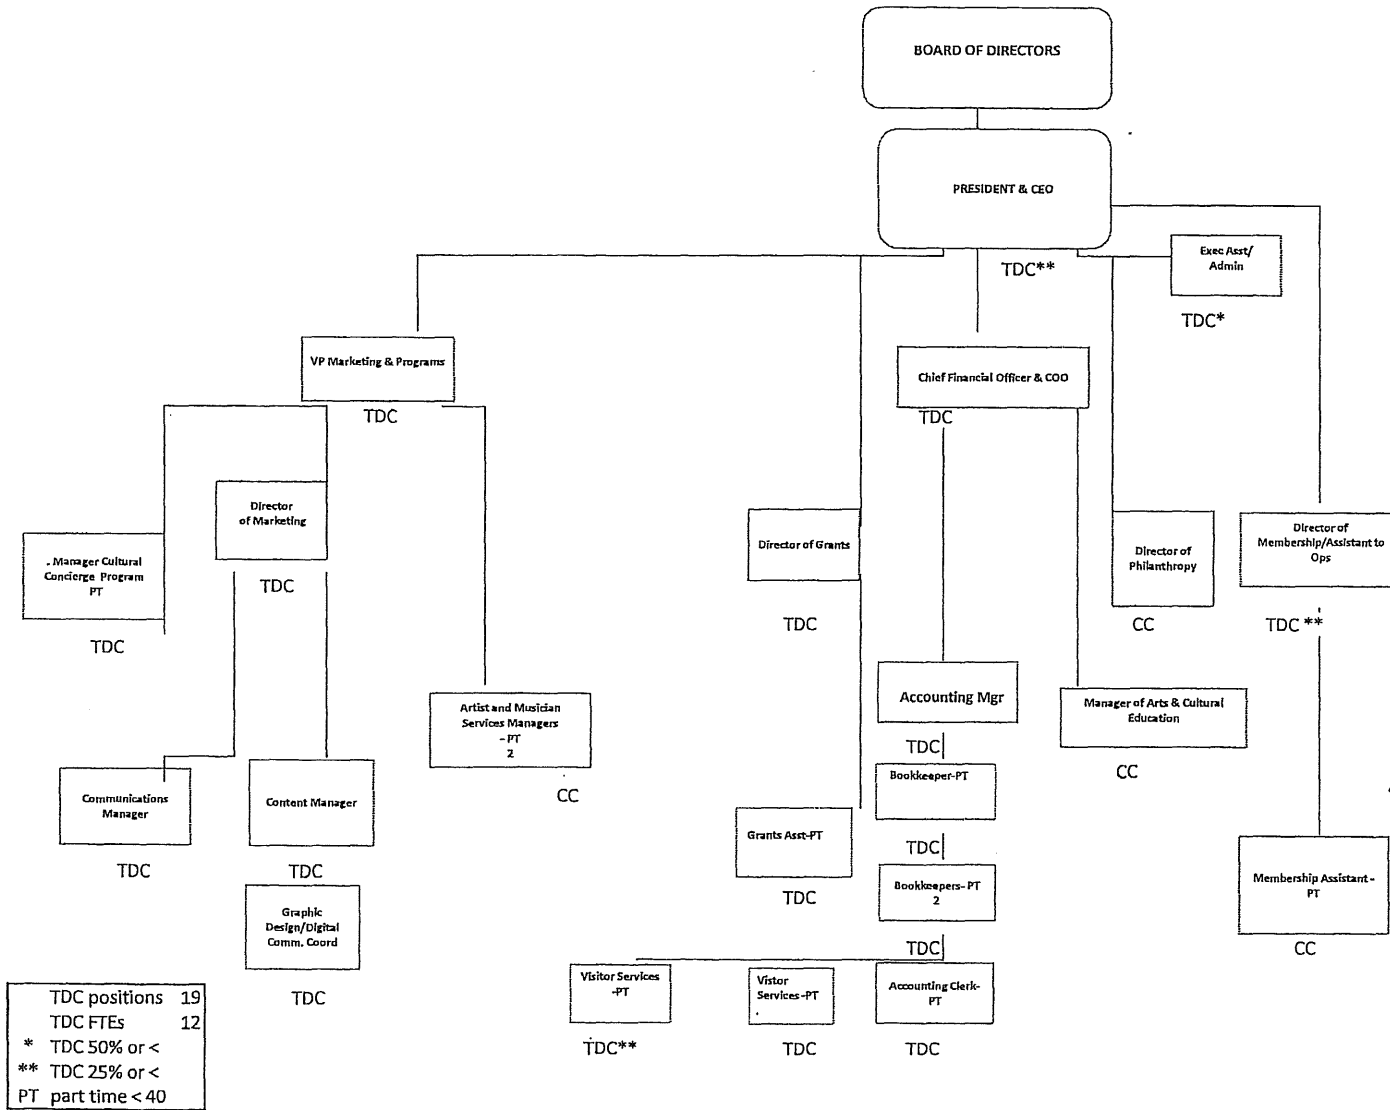 BOARD OF DIRECTORS
PRESIDENT & CEO
TDC**
Exec Asst/
Admin
TDC*
VP Marketing & Programs
TDC
Chief Financial Officer & COO
TDC
Director
of Marketing
TDC
. Manager Cultural
Concierge Program
PT
TDC
Director of Grants
TDC
Director of
Philanthropy
CC
Director of
Membership/Assistant to
Ops
TDC **
Artist and Musician
Services Managers
- PT
2
CC
Accounting Mgr
TDC
Manager of Arts & Cultural
Education
CC
Communications
Manager
TDC
Content Manager
TDC
Bookkeeper-PT
TDC
Grants Asst-PT
TDC
Bookkeepers- PT
2
TDC
Membership Assistant -
PT
CC
Graphic
Design/Digital
Comm. Coord
TDC
Visitor Services
-PT
TDC**
Vistor
Services-PT
TDC
Accounting Clerk-
PT
TDC
TDC positions 19
TDC FTEs 12
* TDC 50% or <
** TDC 25% or <
PT part time < 40